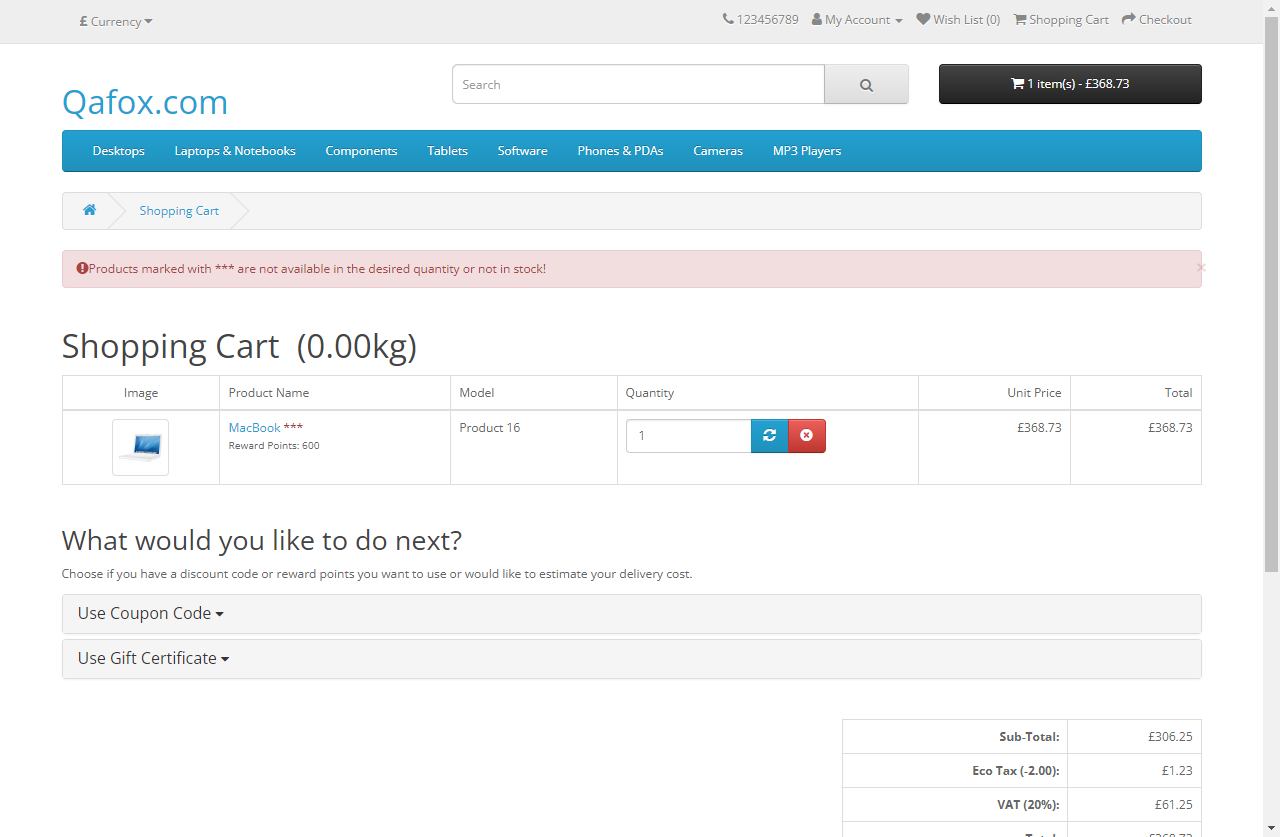 £ Currency
123456789 My Account Wish List (0) Shopping Cart Checkout
Qafox.com
Search
1 item(s) - £368.73
Desktops Laptops & Notebooks Components Tablets Software Phones & PDAs Cameras MP3 Players
Shopping Cart
Products marked with *** are not available in the desired quantity or not in stock!
×
Shopping Cart (0.00kg)
Image Product Name Model Quantity Unit Price Total
MacBook *** Product 16 1 £368.73 £368.73
Reward Points: 600
What would you like to do next?
Choose if you have a discount code or reward points you want to use or would like to estimate your delivery cost.
Use Coupon Code
Use Gift Certificate
Sub-Total: £306.25
Eco Tax (-2.00): £1.23
VAT (20%): £61.25
Total: £368.73